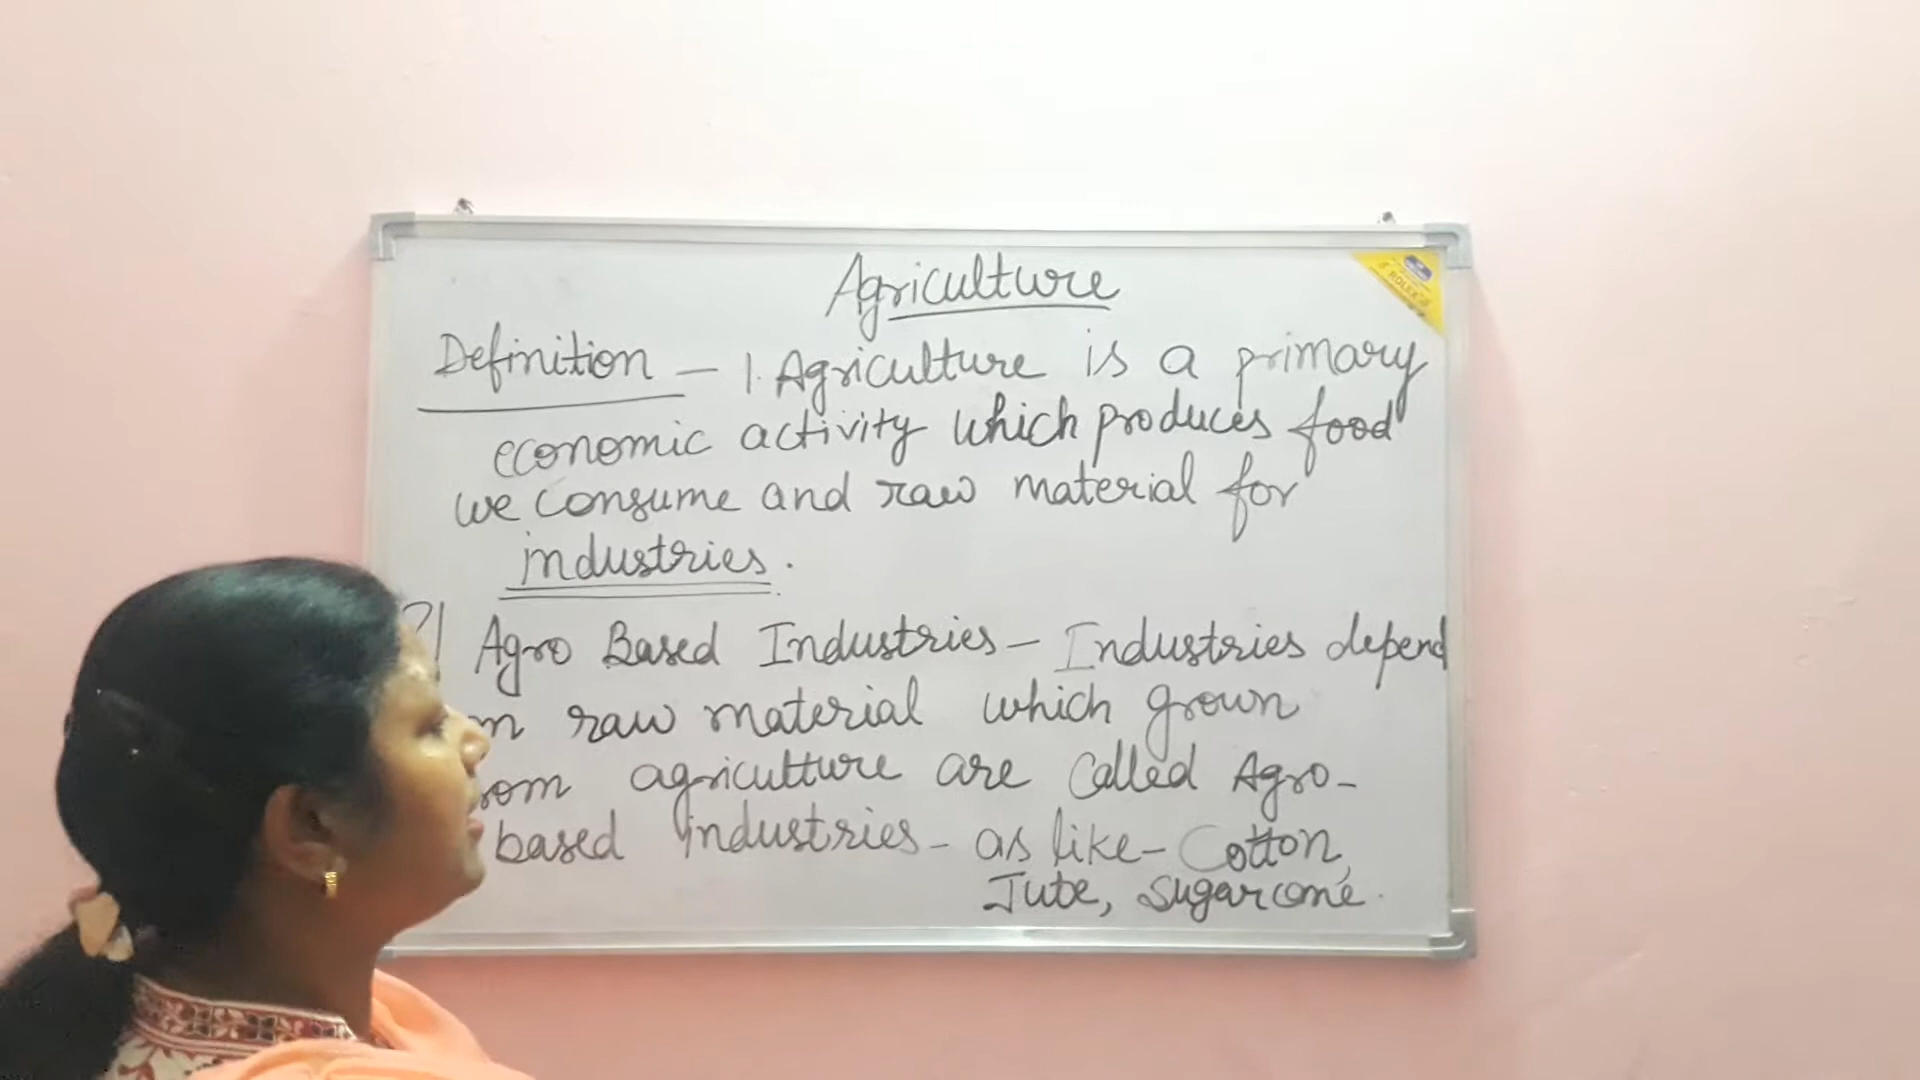 Agriculture
Definition - 1. Agriculture is a primary
economic activity which produces food
we consume and raw material for
industries.
Agro Based Industries - Industries depend
raw material which grown
agriculture are called Agro-
based industries - as like - Cotton,
Jute, Sugarcane.
ROLEX